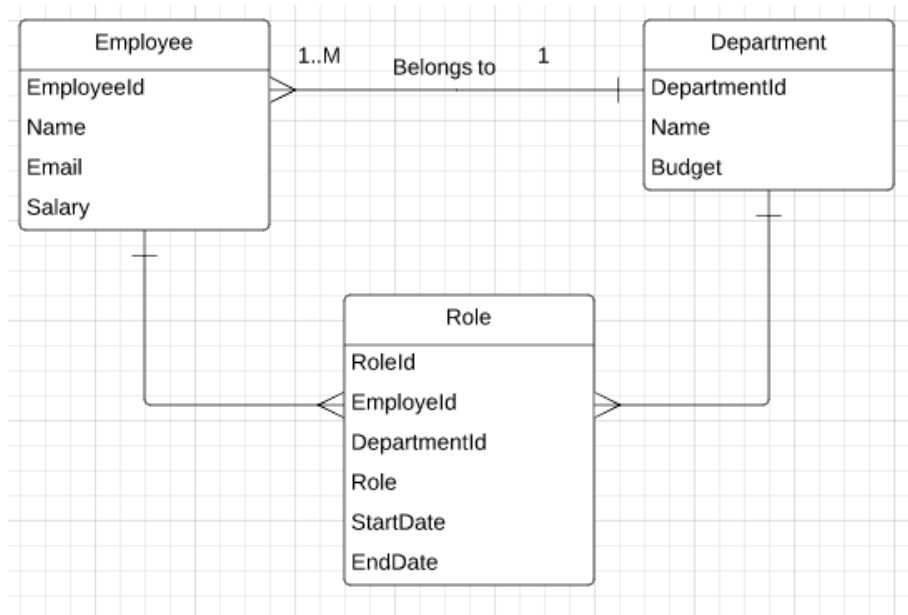 Employee
EmployeeId
Name
Email
Salary
1..M
Belongs to
1
Department
DepartmentId
Name
Budget
Role
RoleId
EmployeId
DepartmentId
Role
StartDate
EndDate